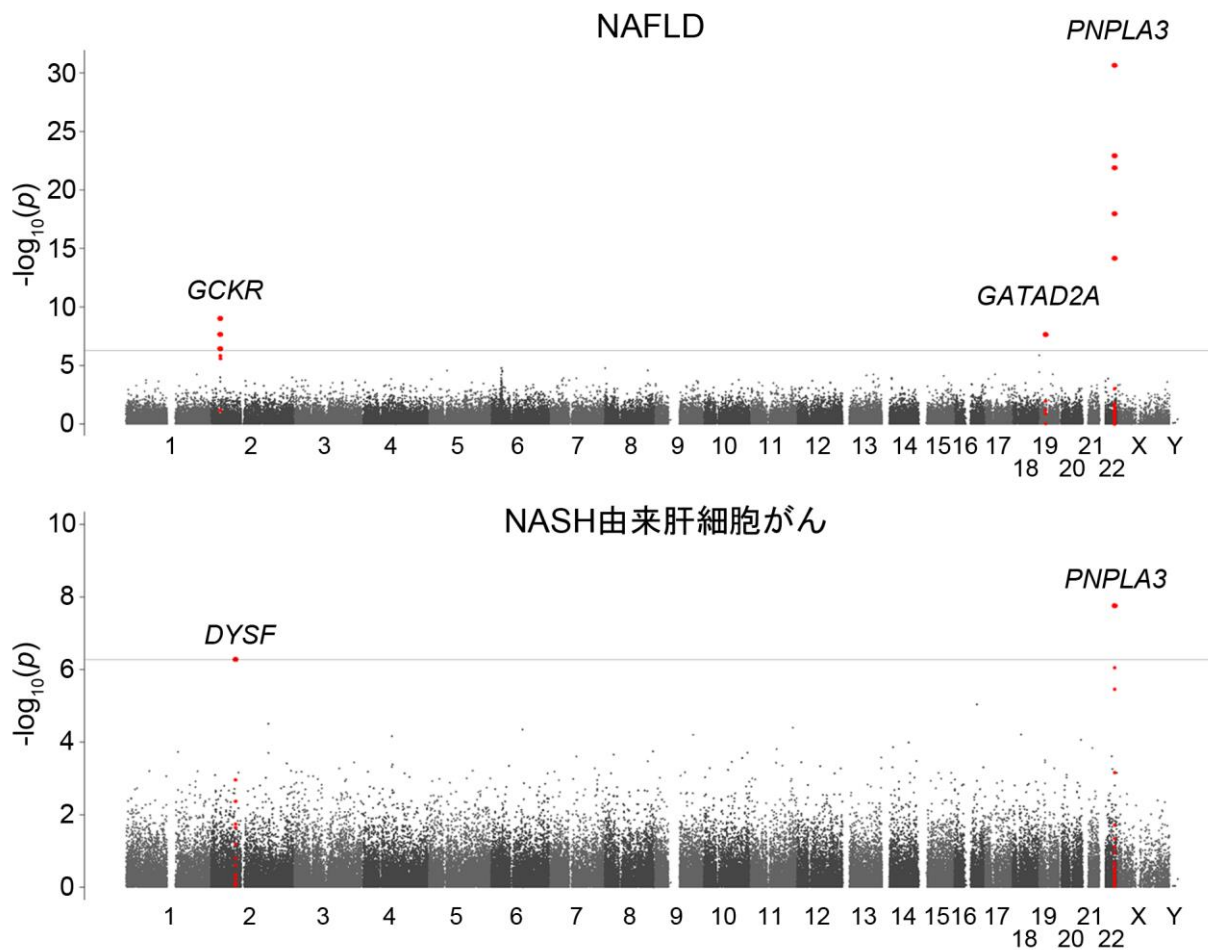 NAFLD
PNPLA3
30
25
20
15
10
5
0
-log10(p)
GCKR
GATAD2A
1 2 3 4 5 6 7 8 9 10 11 12 13 14 15 16 17 19 21 X Y
18 20 22
NASH由来肝細胞がん
10
8
6
4
2
0
-log10(p)
DYSF
PNPLA3
1 2 3 4 5 6 7 8 9 10 11 12 13 14 15 16 17 19 21 X Y
18 20 22